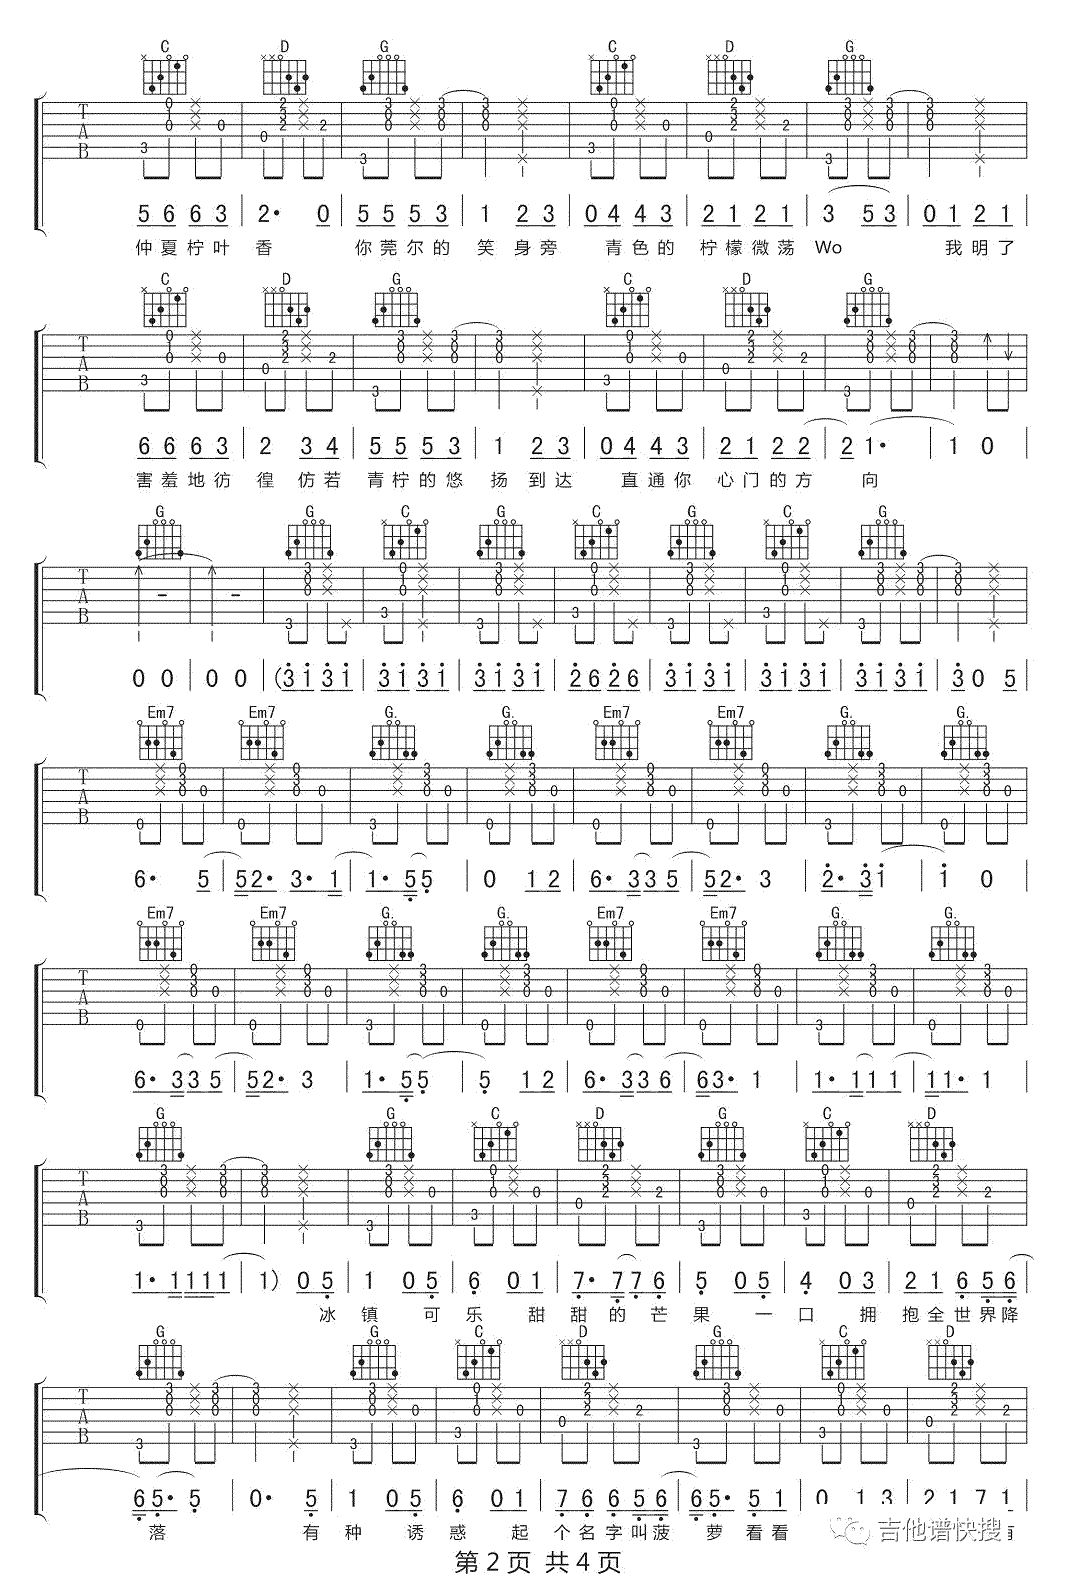 C D G C D G
5 6 6 3 | 2· 0 | 5 5 5 3 | 1 2 3 | 0 4 4 3 | 2 1 2 1 | 3 5 3 | 0 1 2 1
仲夏柠叶 香 你莞尔的 笑 身旁 青色的 柠檬微荡 Wo 我明了
C D G C D G
6 6 6 3 | 2 3 4 | 5 5 5 3 | 1 2 3 | 0 4 4 3 | 2 1 2 2 | 2 1· | 1 0
害羞地彷 徨 仿若 青柠的悠 扬 到达 直通你 心门的方 向
G G C G C G C G
0 0 | 0 0 | (3 1 3 1 | 3 1 3 1 | 3 1 3 1 | 2 6 2 6 | 3 1 3 1 | 3 1 3 1 | 3 1 3 1 | 3 0 5
Em7 Em7 G. G. Em7 Em7 G. G.
6· 5 | 5 2· 3· 1 | 1· 5 5 | 0 1 2 | 6· 3 3 5 | 5 2· 3 | 2· 3 1 | 1 0
Em7 Em7 G. G. Em7 Em7 G. G.
6· 3 3 5 | 5 2· 3 | 1· 5 5 | 5 1 2 | 6· 3 3 6 | 6 3· 1 | 1· 1 1 1 | 1 1· 1
G G C D G C D
1· 1 1 1 1 | 1) 0 5 | 1 0 5 | 6 0 1 | 7· 7 7 6 | 5 0 5 | 4 0 3 | 2 1 6 5 6
冰 镇 可 乐 甜 甜的芒 果 一 口 拥 抱全世界降
G G C D G C D
6 5· 5 | 0· 5 | 1 0 5 | 6 0 1 | 7 6 6 5 6 | 6 5· 5 1 | 0 1 3 | 2 1 7 1
落 有 种 诱 惑 起 个名字叫菠 萝 看看
吉他谱快搜
第 2 页 共 4 页